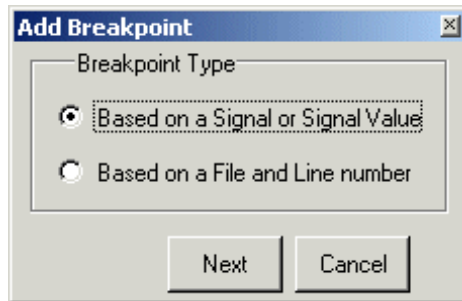 Add Breakpoint
Breakpoint Type
Based on a Signal or Signal Value
Based on a File and Line number
Next Cancel